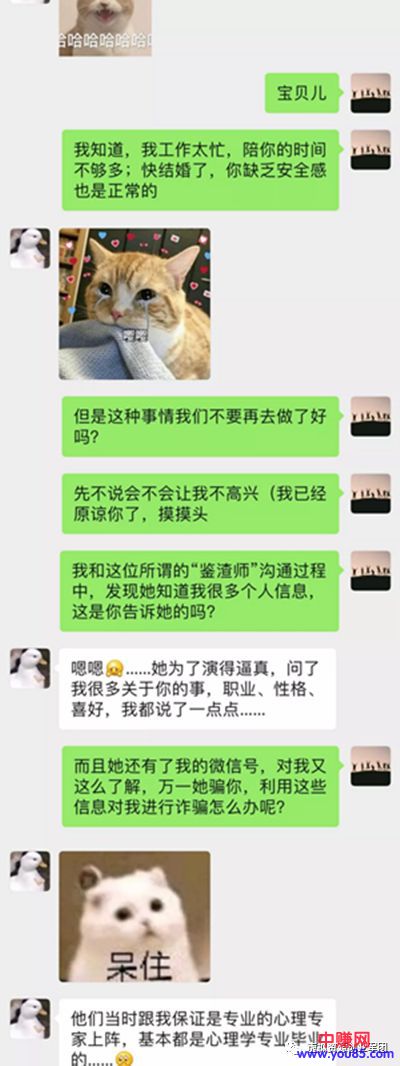 哈哈哈哈哈哈哈
宝贝儿
我知道，我工作太忙，陪你的时间
不够多；快结婚了，你缺乏安全感
也是正常的
但是这种事情我们不要再去做了好
吗？
先不说会不会让我不高兴（我已经
原谅你了，摸摸头
我和这位所谓的“鉴渣师”沟通过程
中，发现她知道我很多个人信息，
这是你告诉她的吗？
嗯嗯......她为了演得逼真，问了
我很多关于你的事，职业、性格、
喜好，我都说了一点点......
而且她还有了我的微信号，对我又
这么了解，万一她骗你，利用这些
信息对我进行诈骗怎么办呢？
呆住
他们当时跟我保证是专业的心理专
家上阵，基本都是心理学专业毕业
的......
中赚网
www.you85.com